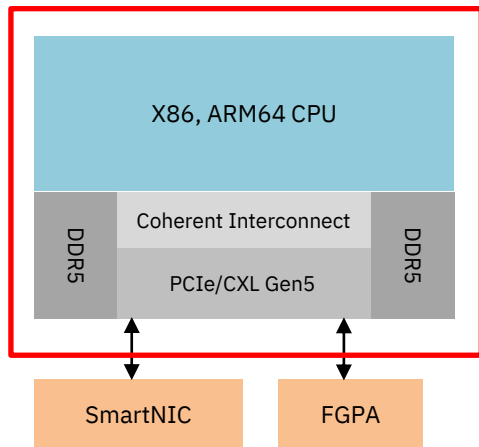 X86, ARM64 CPU
DDR5
Coherent Interconnect
DDR5
PCIe/CXL Gen5
SmartNIC
FGPA